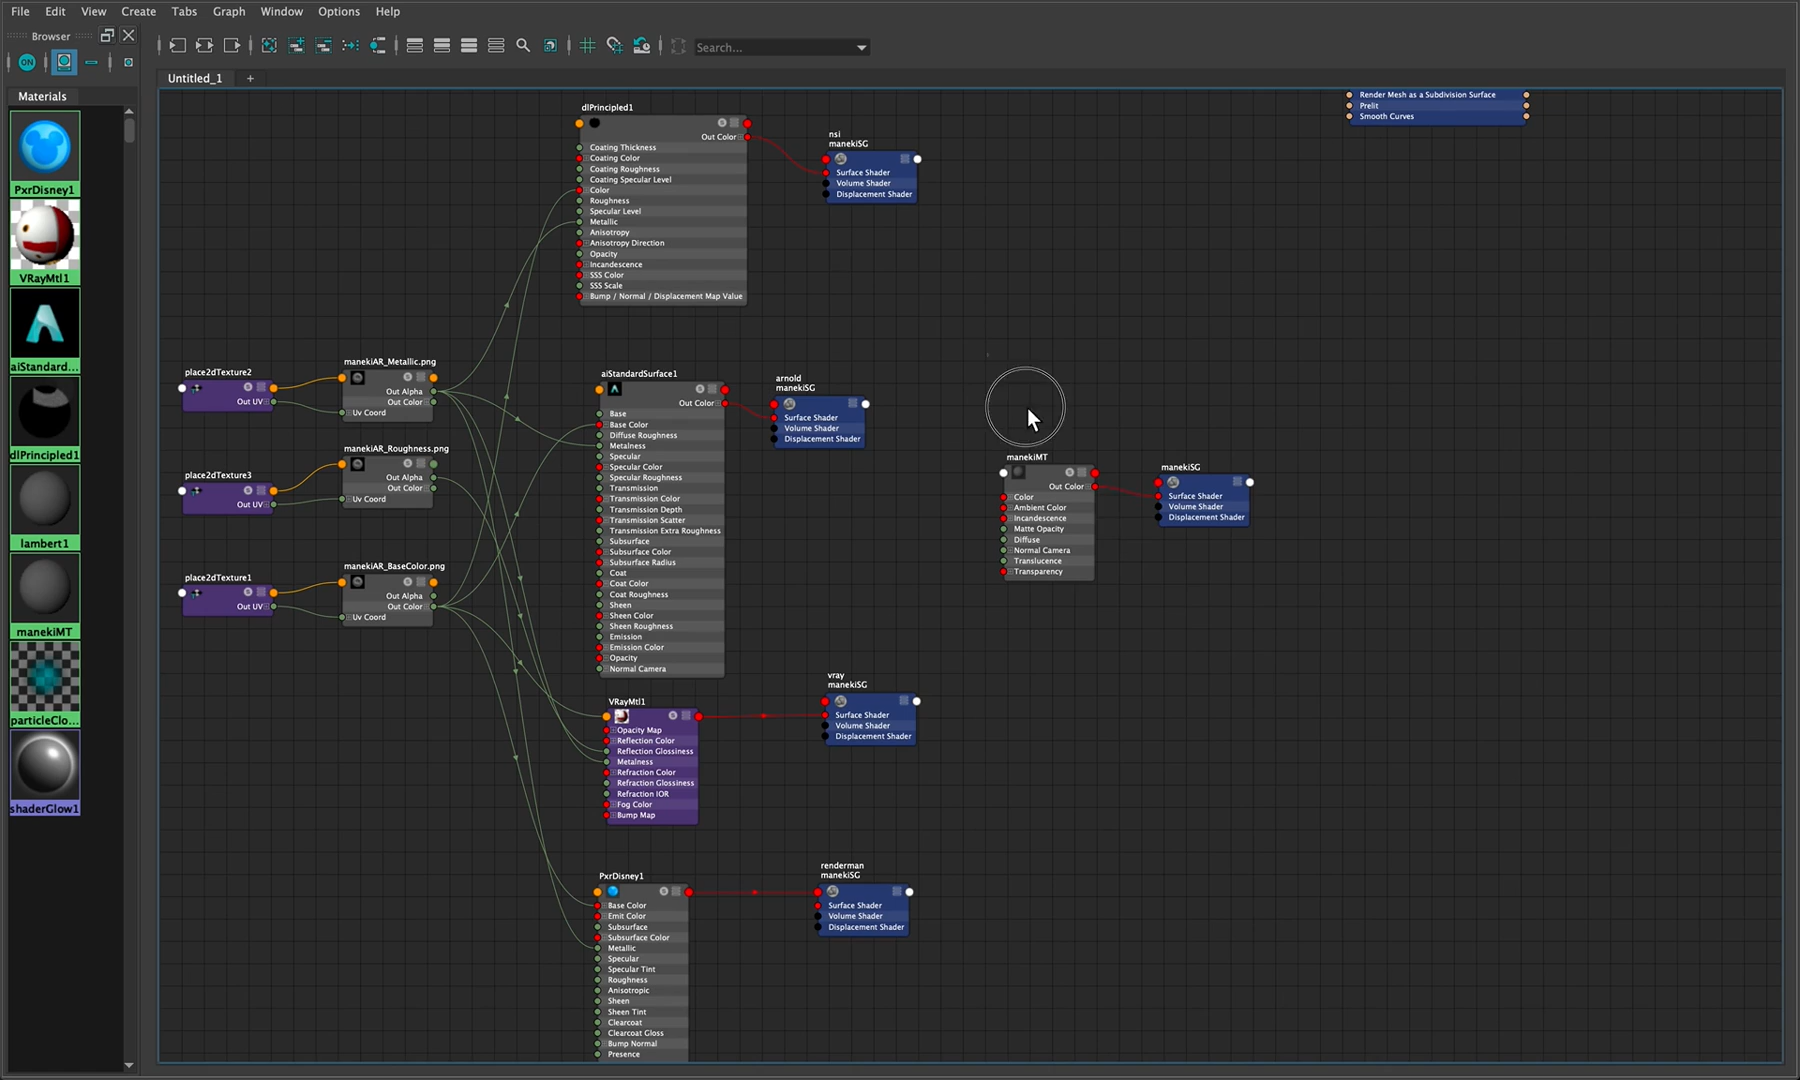 File Edit View Create Tabs Graph Window Options Help
Browser
ON
Search...
Untitled_1 +
Materials
PxrDisney1
VRayMtl1
aiStandard...
dlPrincipled1
lambert1
manekiMT
particleClo...
shaderGlow1
Render Mesh as a Subdivision Surface
Prelit
Smooth Curves
dlPrincipled1
Out Color
Coating Thickness
Coating Color
Coating Roughness
Coating Specular Level
Color
Roughness
Specular Level
Metallic
Anisotropy
Anisotropy Direction
Opacity
Incandescence
SSS Color
SSS Scale
Bump / Normal / Displacement Map Value
nsi
manekiSG
Surface Shader
Volume Shader
Displacement Shader
place2dTexture2
Out UV
manekiAR_Metallic.png
Out Alpha
Out Color
Uv Coord
place2dTexture3
Out UV
manekiAR_Roughness.png
Out Alpha
Out Color
Uv Coord
place2dTexture1
Out UV
manekiAR_BaseColor.png
Out Alpha
Out Color
Uv Coord
aiStandardSurface1
Out Color
Base
Base Color
Diffuse Roughness
Metalness
Specular
Specular Color
Specular Roughness
Transmission
Transmission Color
Transmission Depth
Transmission Scatter
Transmission Extra Roughness
Subsurface
Subsurface Color
Subsurface Radius
Coat
Coat Color
Coat Roughness
Sheen
Sheen Color
Sheen Roughness
Emission
Emission Color
Opacity
Normal Camera
arnold
manekiSG
Surface Shader
Volume Shader
Displacement Shader
manekiMT
Out Color
Color
Ambient Color
Incandescence
Matte Opacity
Diffuse
Normal Camera
Translucence
Transparency
manekiSG
Surface Shader
Volume Shader
Displacement Shader
VRayMtl1
Opacity Map
Reflection Color
Reflection Glossiness
Metalness
Refraction Color
Refraction Glossiness
Refraction IOR
Fog Color
Bump Map
vray
manekiSG
Surface Shader
Volume Shader
Displacement Shader
PxrDisney1
Base Color
Emit Color
Subsurface
Subsurface Color
Metallic
Specular
Specular Tint
Roughness
Anisotropic
Sheen
Sheen Tint
Clearcoat
Clearcoat Gloss
Bump Normal
Presence
renderman
manekiSG
Surface Shader
Volume Shader
Displacement Shader